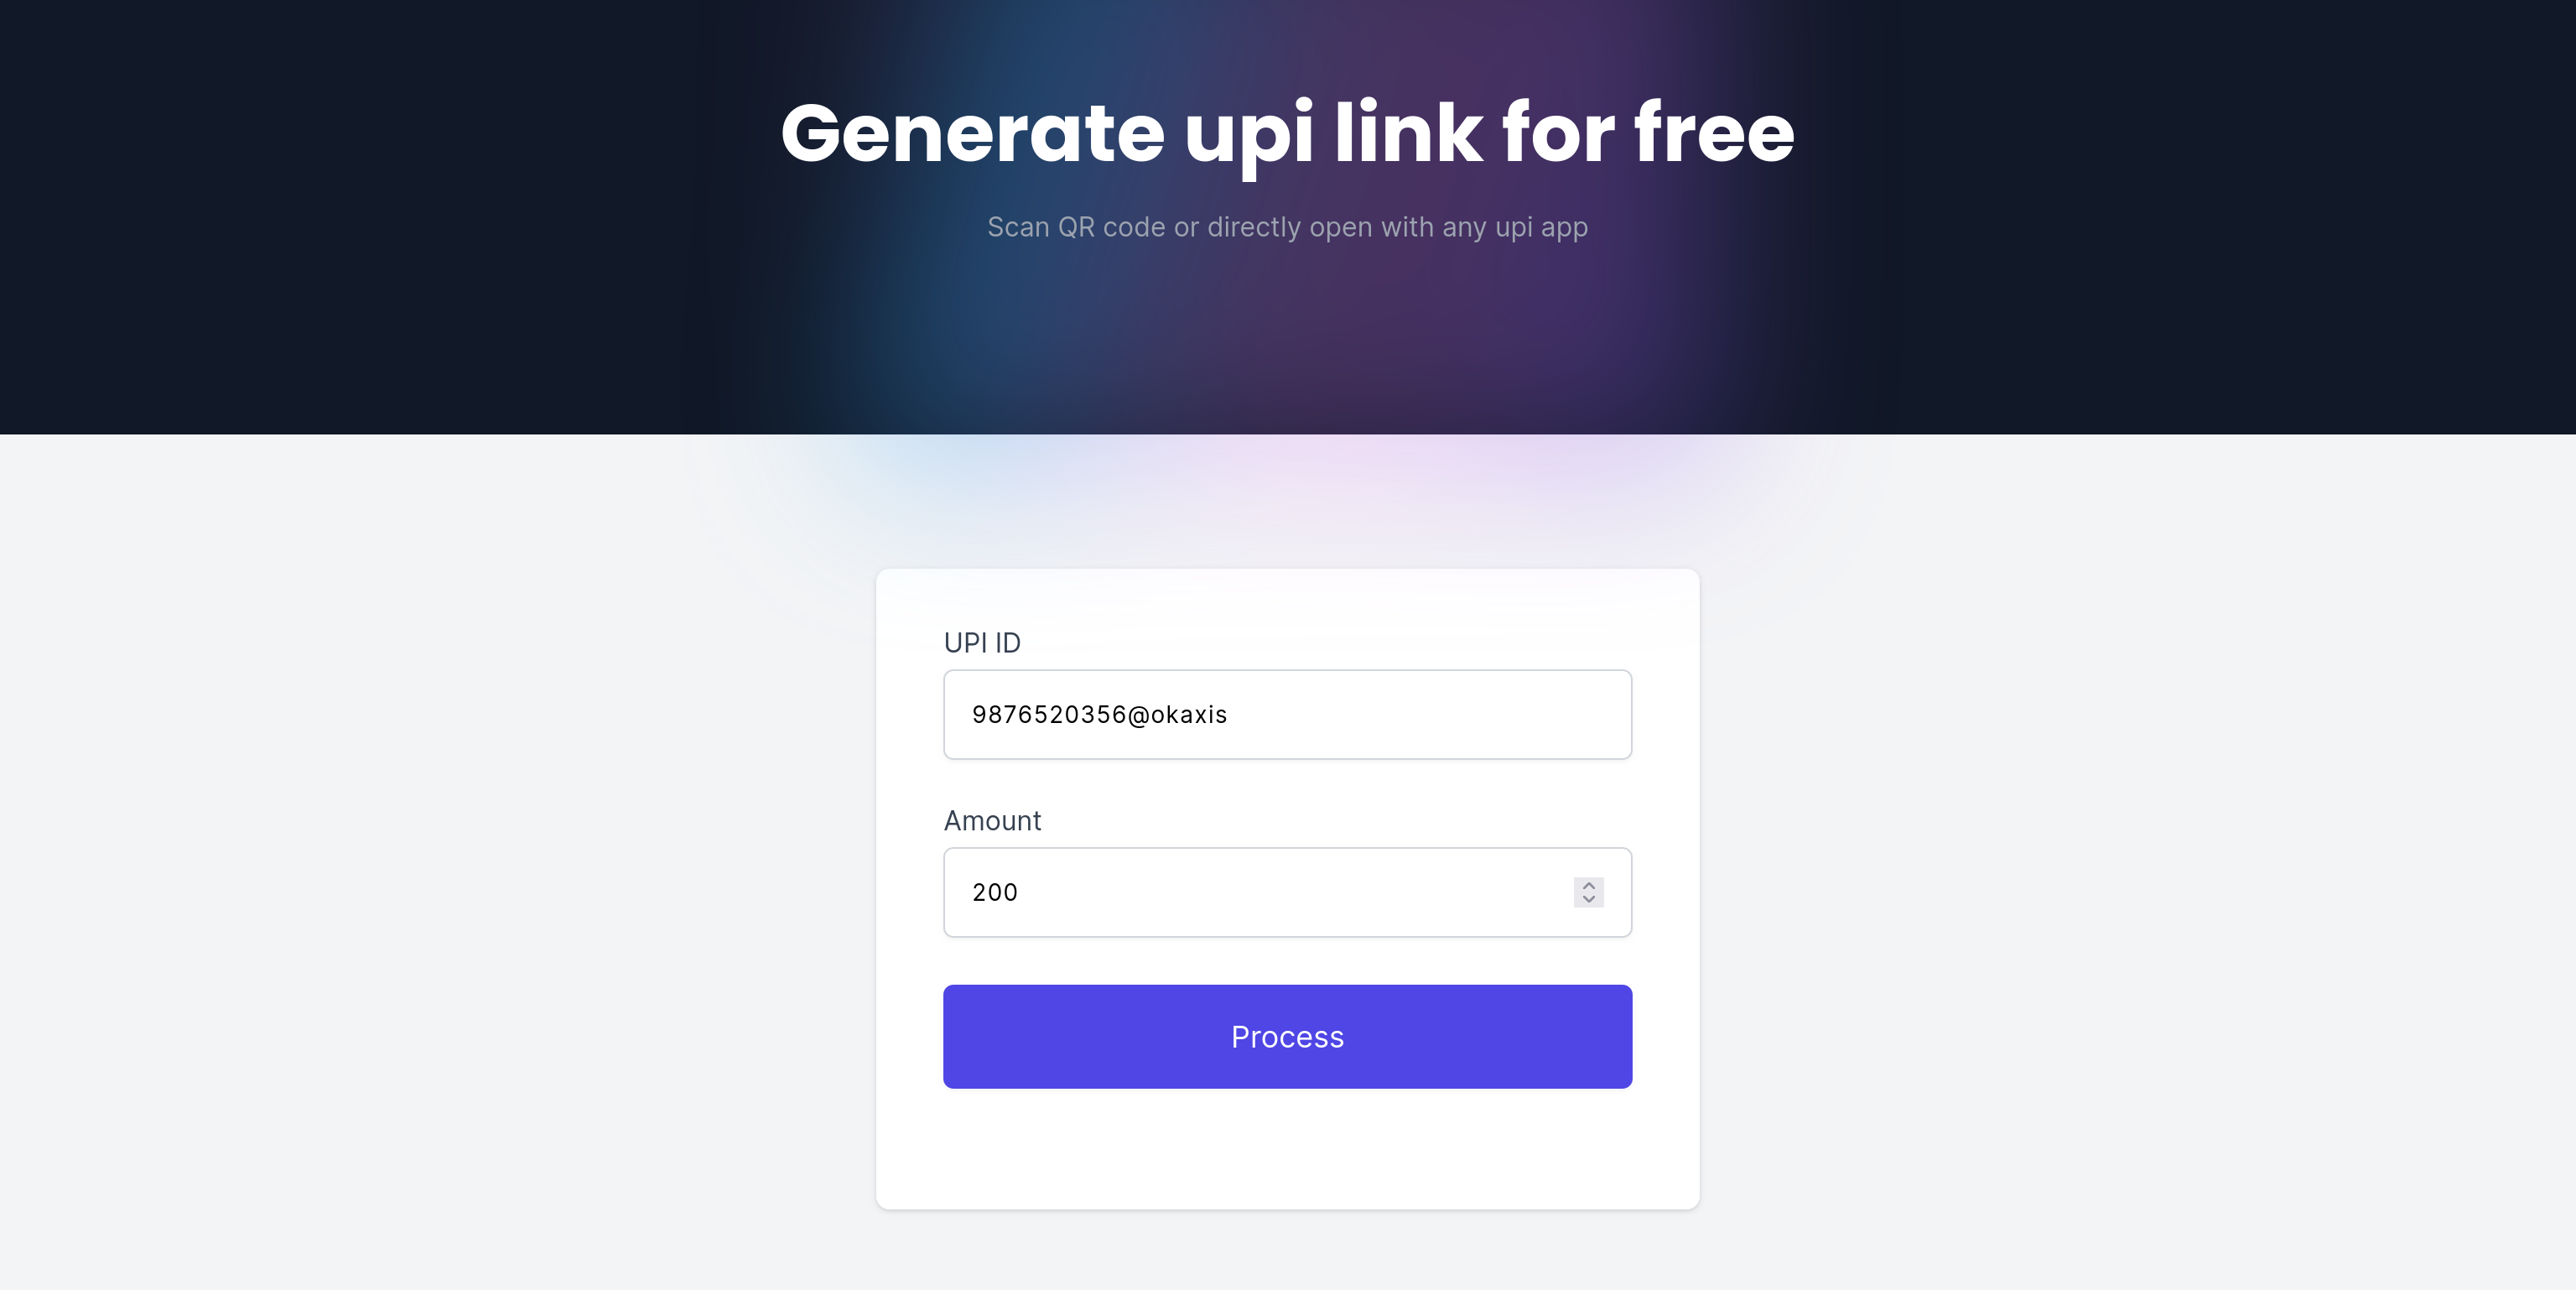 Generate upi link for free
Scan QR code or directly open with any upi app
UPI ID
9876520356@okaxis
Amount
200
Process